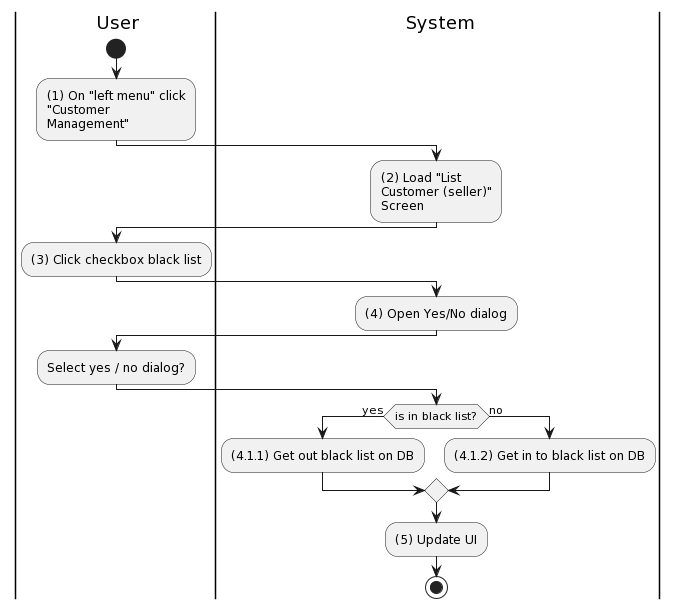 User
System
(1) On "left menu" click
"Customer
Management"
(2) Load "List
Customer (seller)"
Screen
(3) Click checkbox black list
(4) Open Yes/No dialog
Select yes / no dialog?
yes
is in black list?
no
(4.1.1) Get out black list on DB
(4.1.2) Get in to black list on DB
(5) Update UI